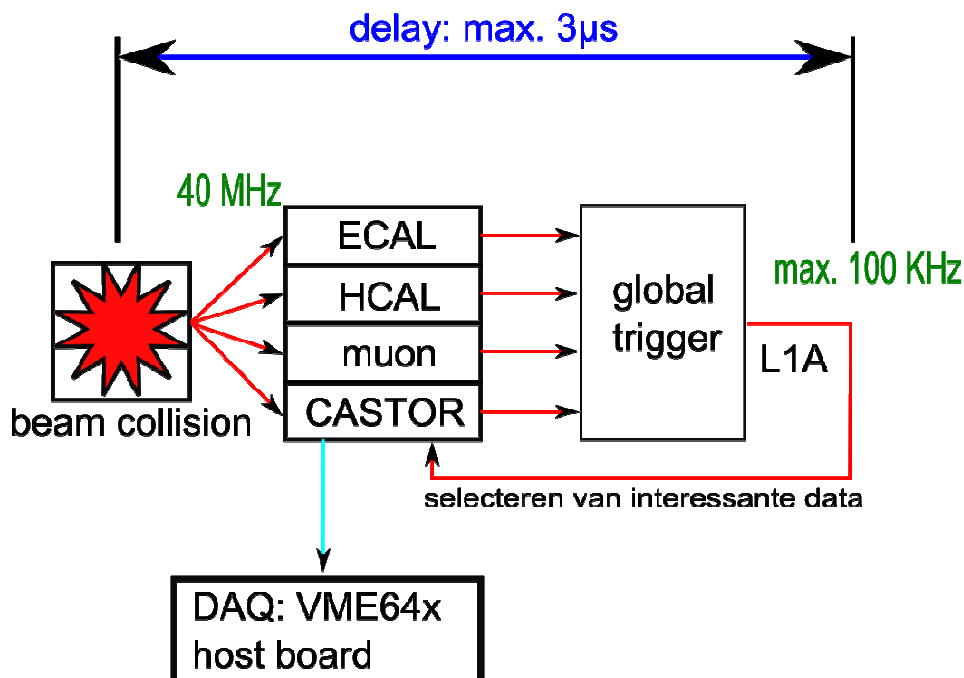 delay: max. 3µs
40 MHz
ECAL
HCAL
muon
CASTOR
global
trigger
max. 100 KHz
L1A
beam collision
selecteren van interessante data
DAQ: VME64x
host board